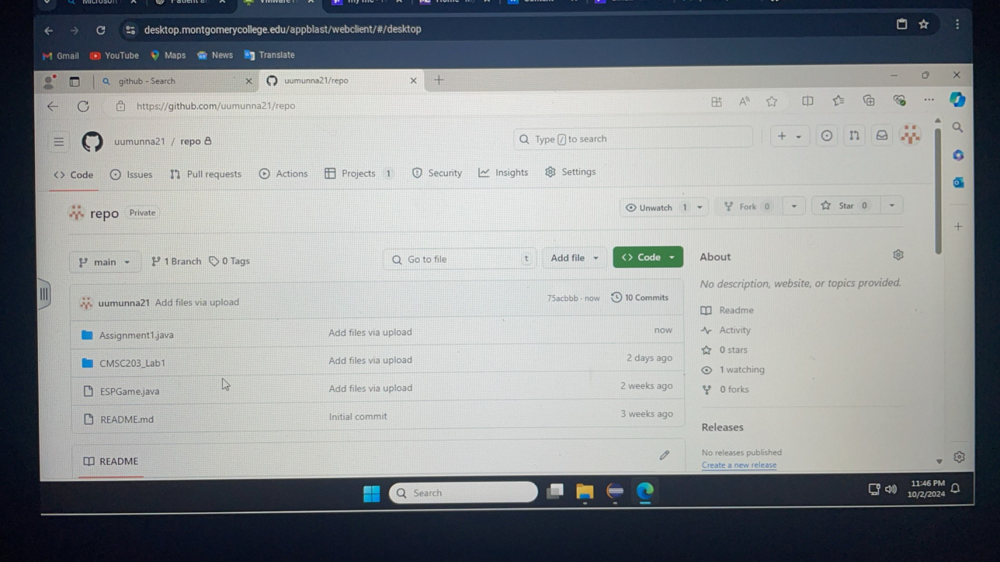 desktop.montgomerycollege.edu/appblast/webclient/#/desktop
Gmail YouTube Maps News Translate
github - Search
uumunna21/repo
https://github.com/uumunna21/repo
uumunna21 / repo
Type / to search
Code Issues Pull requests Actions Projects 1 Security Insights Settings
repo Private
Unwatch 1 Fork 0 Star 0
main 1 Branch 0 Tags
Go to file t Add file Code
uumunna21 Add files via upload 75acbbb · now 10 Commits
Assignment1.java Add files via upload now
CMSC203_Lab1 Add files via upload 2 days ago
ESPGame.java Add files via upload 2 weeks ago
README.md Initial commit 3 weeks ago
README
About
No description, website, or topics provided.
Readme
Activity
0 stars
1 watching
0 forks
Releases
No releases published
Create a new release
Search
11:46 PM
10/2/2024